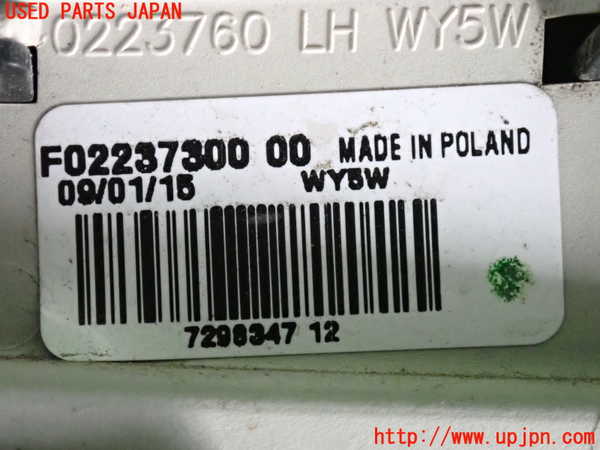 USED PARTS JAPAN
0223760 LH WY5W
F02237300 00 MADE IN POLAND
09/01/15 WY5W
7298347 12
http://www.upjpn.com